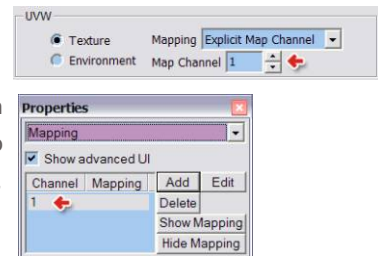 UVW
Texture Mapping Explicit Map Channel
Environment Map Channel 1
Properties
Mapping
Show advanced UI
Channel Mapping Add Edit
1 Delete
Show Mapping
Hide Mapping